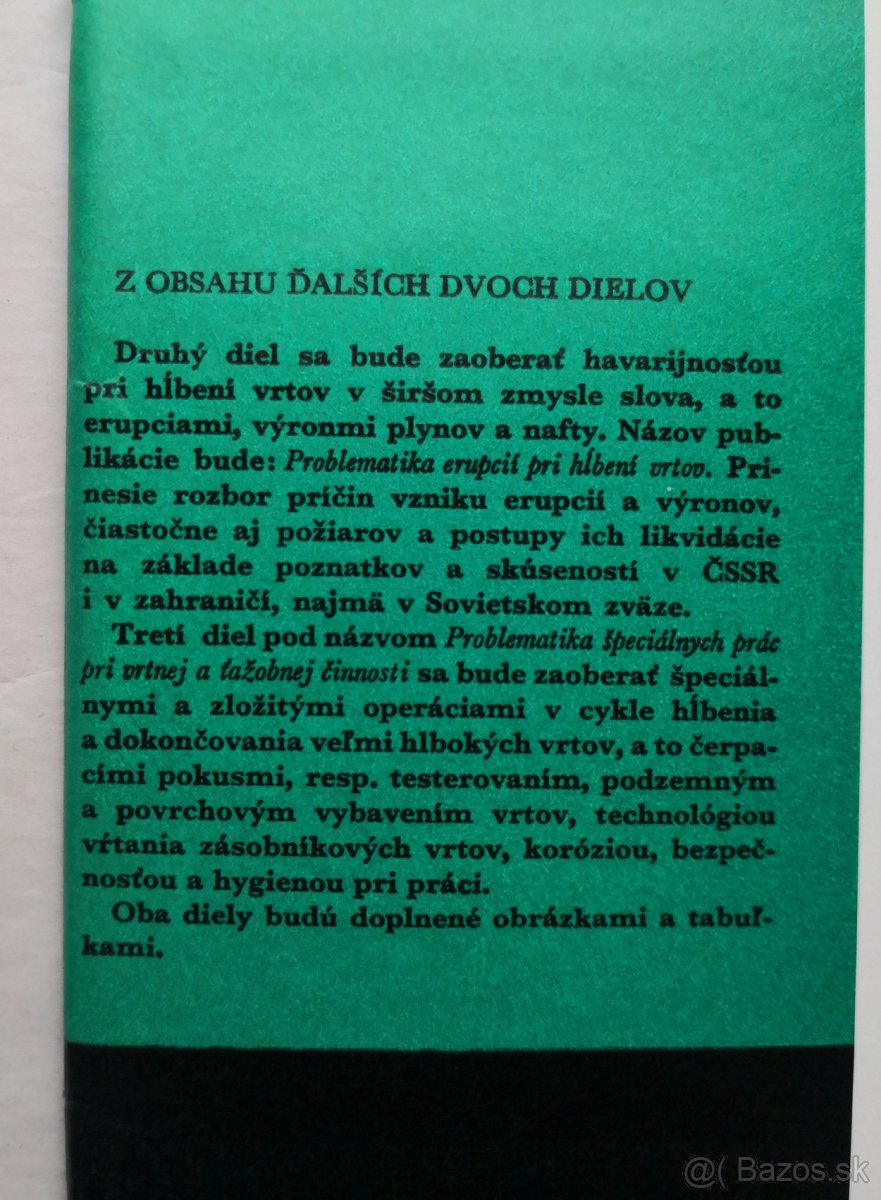 Z OBSAHU ĎALŠÍCH DVOCH DIELOV
Druhý diel sa bude zaoberať havarijnosťou
pri hĺbení vrtov v širšom zmysle slova, a to
erupciami, výronmi plynov a nafty. Názov pub-
likácie bude: Problematika erupcií pri hĺbení vrtov. Pri-
nesie rozbor príčin vzniku erupcií a výronov,
čiastočne aj požiarov a postupy ich likvidácie
na základe poznatkov a skúseností v ČSSR
i v zahraničí, najmä v Sovietskom zväze.
Tretí diel pod názvom Problematika špeciálnych prác
pri vrtnej a ťažobnej činnosti sa bude zaoberať špeciál-
nymi a zložitými operáciami v cykle hĺbenia
a dokončovania veľmi hlbokých vrtov, a to čerpa-
cími pokusmi, resp. testerovaním, podzemným
a povrchovým vybavením vrtov, technológiou
vŕtania zásobníkových vrtov, koróziou, bezpeč-
nosťou a hygienou pri práci.
Oba diely budú doplnené obrázkami a tabuľ-
kami.
@( Bazos.sk